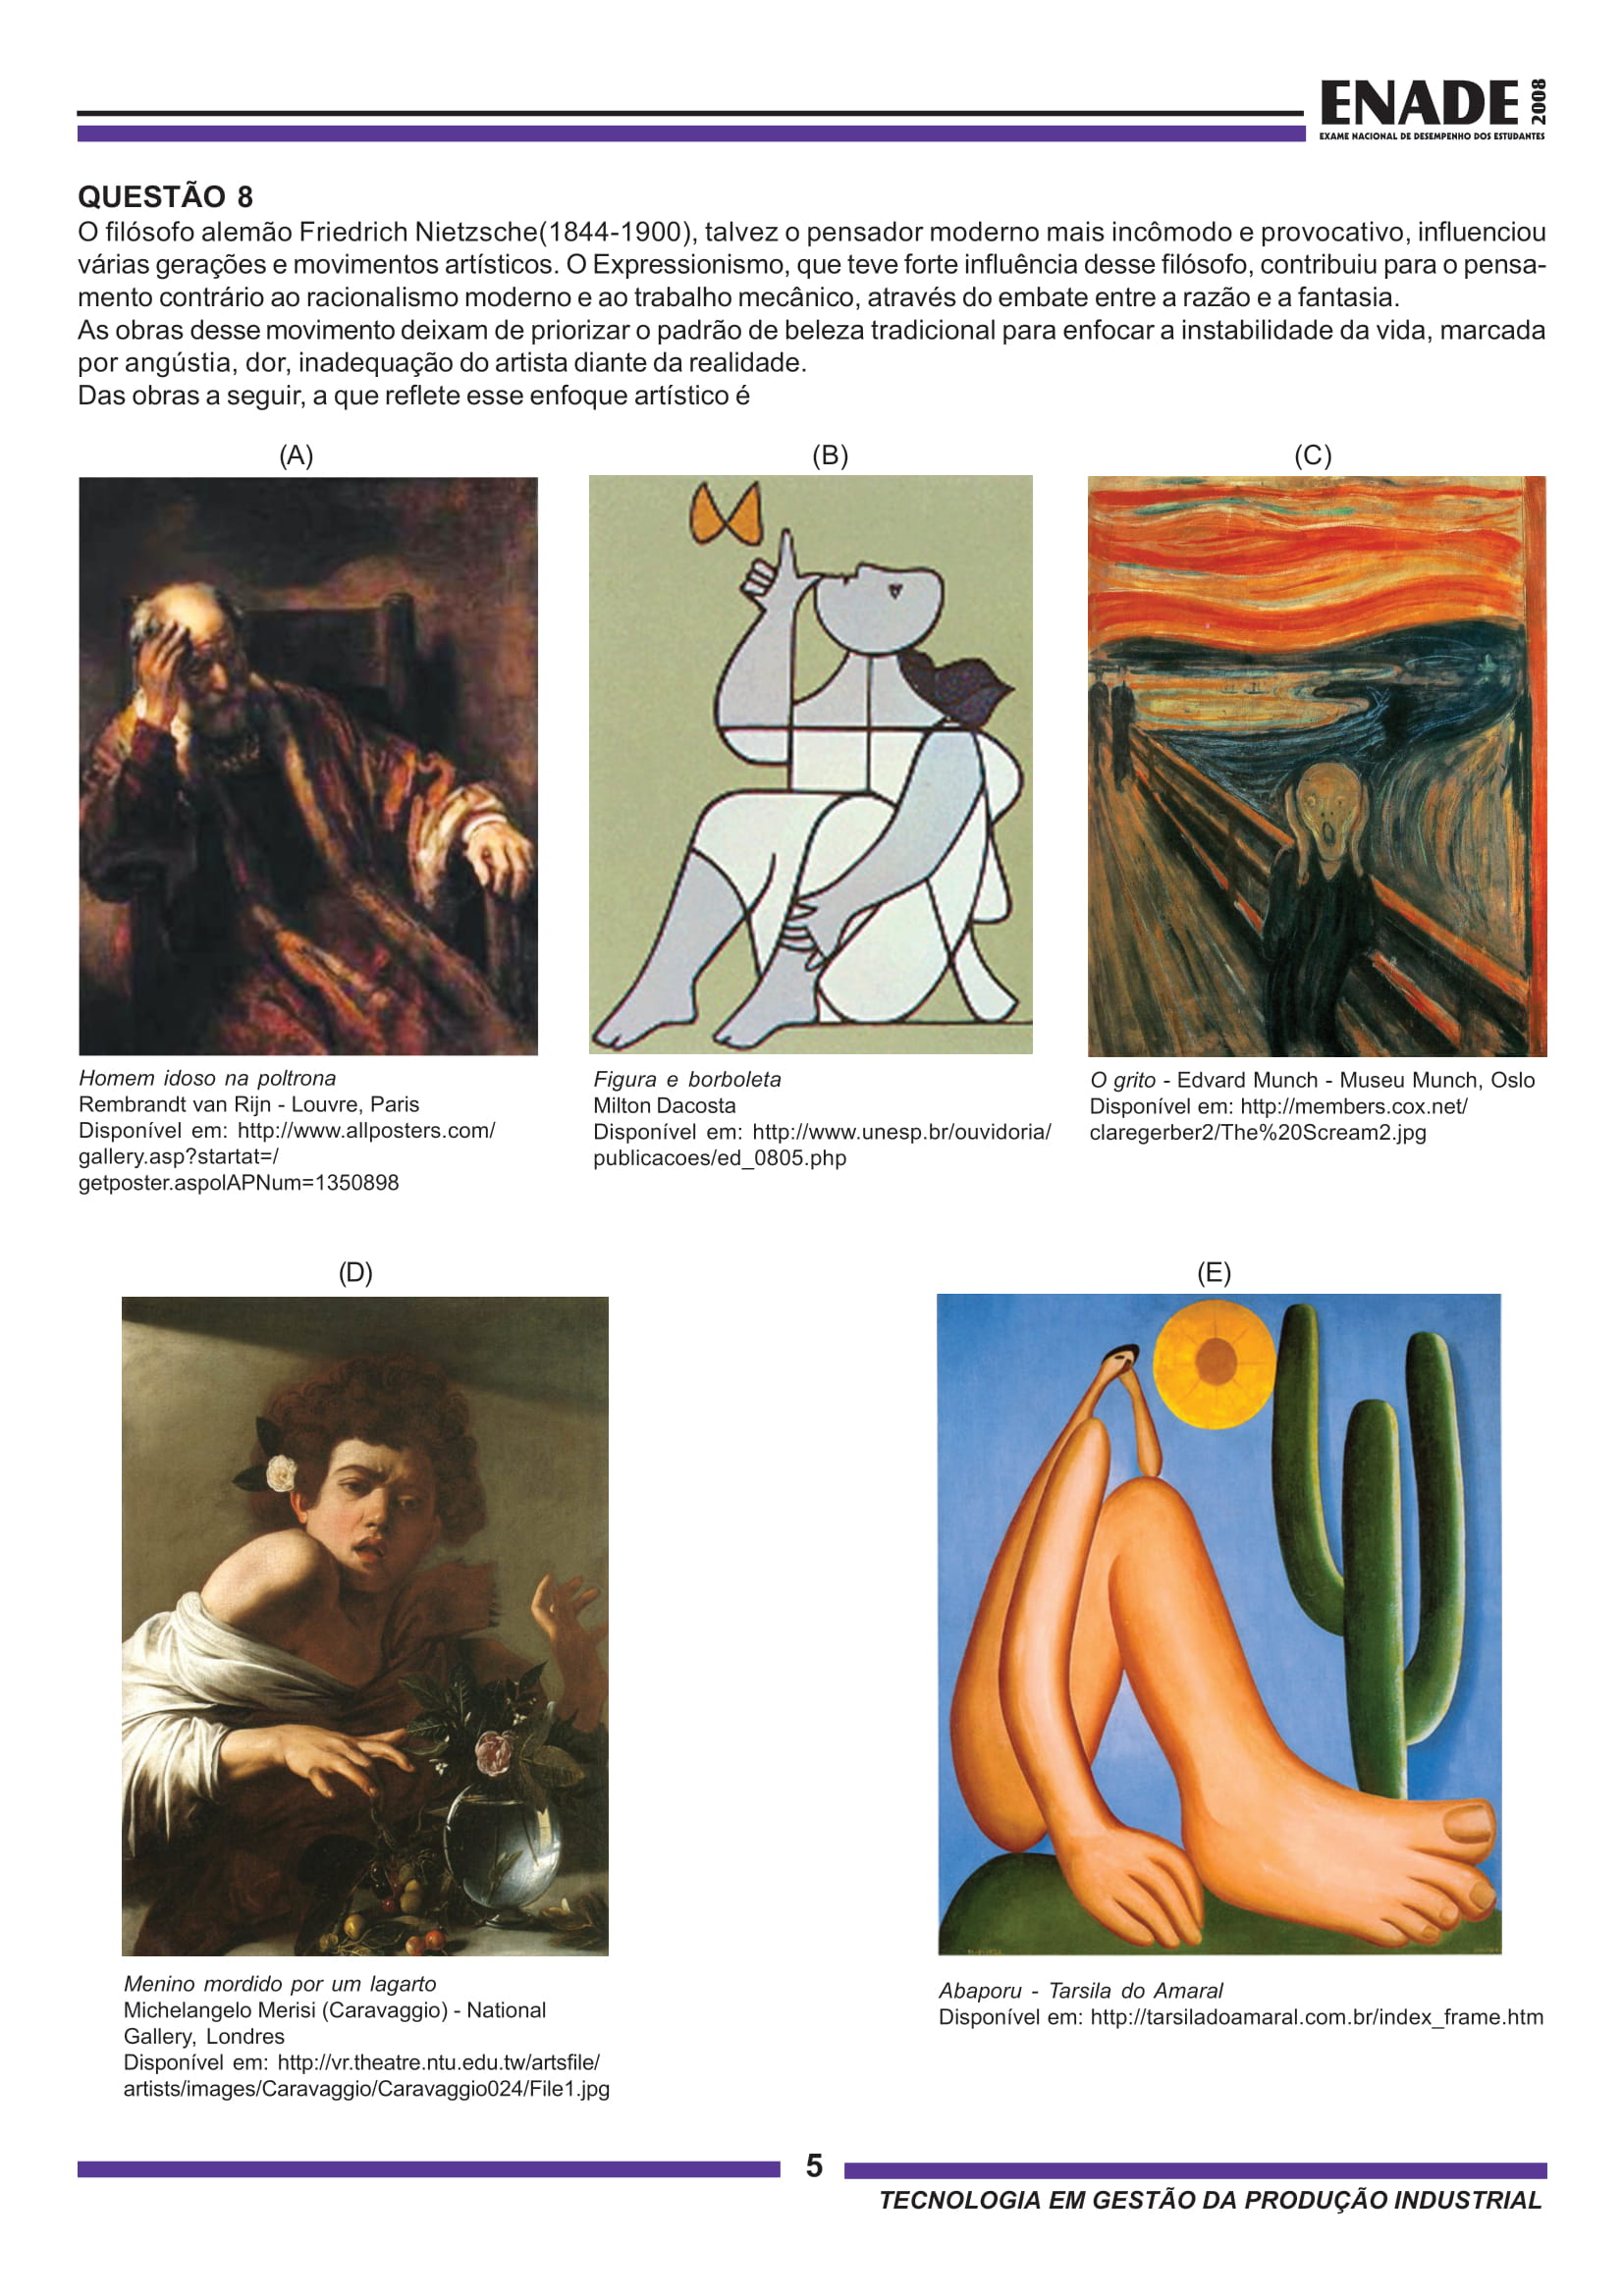 ENADE 2008
EXAME NACIONAL DE DESEMPENHO DOS ESTUDANTES
QUESTÃO 8
O filósofo alemão Friedrich Nietzsche(1844-1900), talvez o pensador moderno mais incômodo e provocativo, influenciou
várias gerações e movimentos artísticos. O Expressionismo, que teve forte influência desse filósofo, contribuiu para o pensa-
mento contrário ao racionalismo moderno e ao trabalho mecânico, através do embate entre a razão e a fantasia.
As obras desse movimento deixam de priorizar o padrão de beleza tradicional para enfocar a instabilidade da vida, marcada
por angústia, dor, inadequação do artista diante da realidade.
Das obras a seguir, a que reflete esse enfoque artístico é
(A)
Homem idoso na poltrona
Rembrandt van Rijn - Louvre, Paris
Disponível em: http://www.allposters.com/
gallery.asp?startat=/
getposter.aspolAPNum=1350898
(B)
Figura e borboleta
Milton Dacosta
Disponível em: http://www.unesp.br/ouvidoria/
publicacoes/ed_0805.php
(C)
O grito - Edvard Munch - Museu Munch, Oslo
Disponível em: http://members.cox.net/
claregerber2/The%20Scream2.jpg
(D)
Menino mordido por um lagarto
Michelangelo Merisi (Caravaggio) - National
Gallery, Londres
Disponível em: http://vr.theatre.ntu.edu.tw/artsfile/
artists/images/Caravaggio/Caravaggio024/File1.jpg
(E)
Abaporu - Tarsila do Amaral
Disponível em: http://tarsiladoamaral.com.br/index_frame.htm
5
TECNOLOGIA EM GESTÃO DA PRODUÇÃO INDUSTRIAL